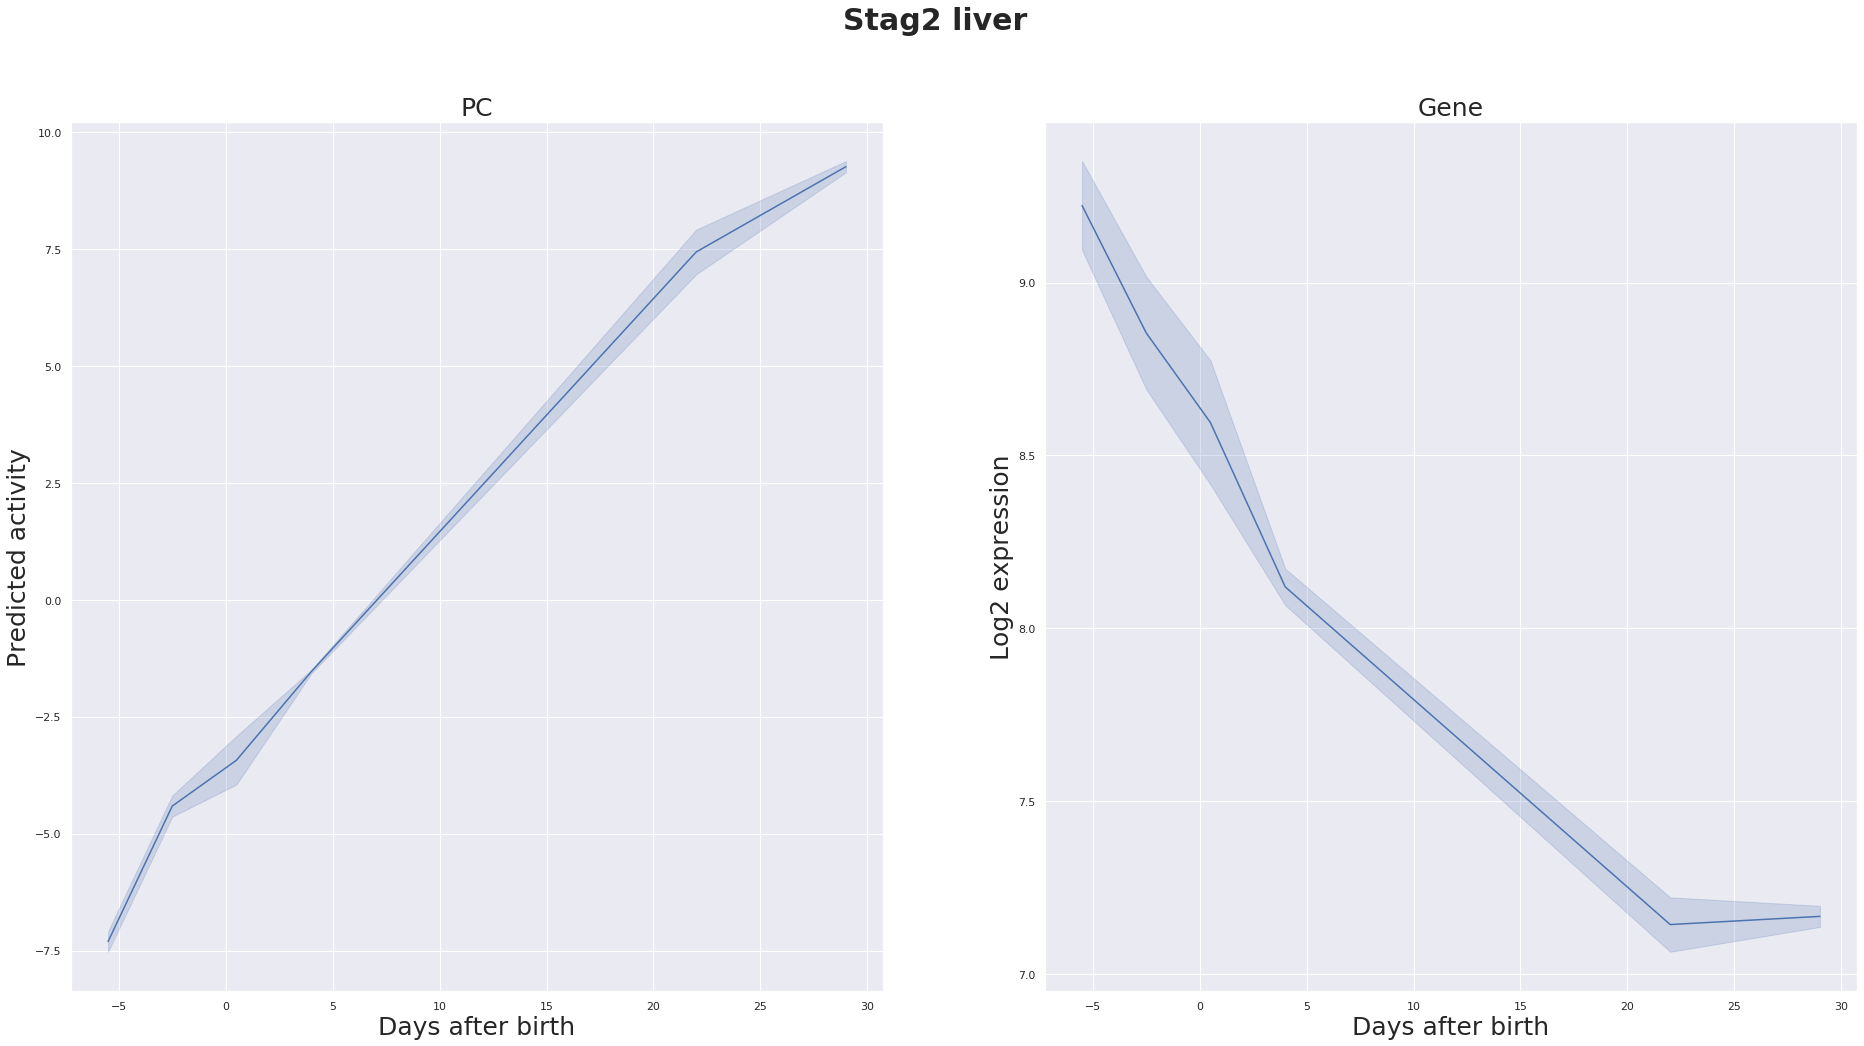 Stag2 liver
PC
10.0
7.5
5.0
2.5
0.0
−2.5
−5.0
−7.5
Predicted activity
−5 0 5 10 15 20 25 30
Days after birth
Gene
9.0
8.5
8.0
7.5
7.0
Log2 expression
−5 0 5 10 15 20 25 30
Days after birth